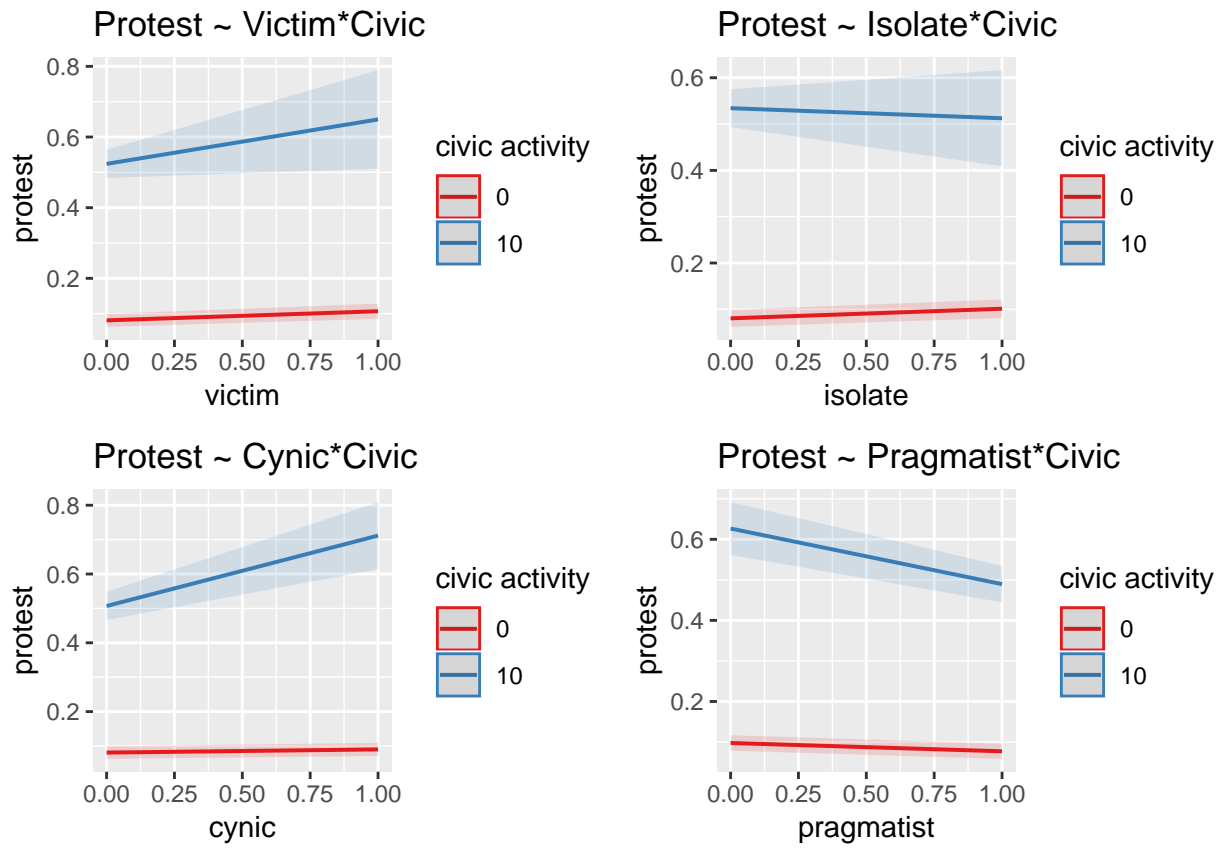 Protest ~ Victim*Civic
0.8
0.6
0.4
0.2
protest
0.00 0.25 0.50 0.75 1.00
victim
civic activity
0
10
Protest ~ Isolate*Civic
0.6
0.4
0.2
protest
0.00 0.25 0.50 0.75 1.00
isolate
civic activity
0
10
Protest ~ Cynic*Civic
0.8
0.6
0.4
0.2
protest
0.00 0.25 0.50 0.75 1.00
cynic
civic activity
0
10
Protest ~ Pragmatist*Civic
0.6
0.4
0.2
protest
0.00 0.25 0.50 0.75 1.00
pragmatist
civic activity
0
10